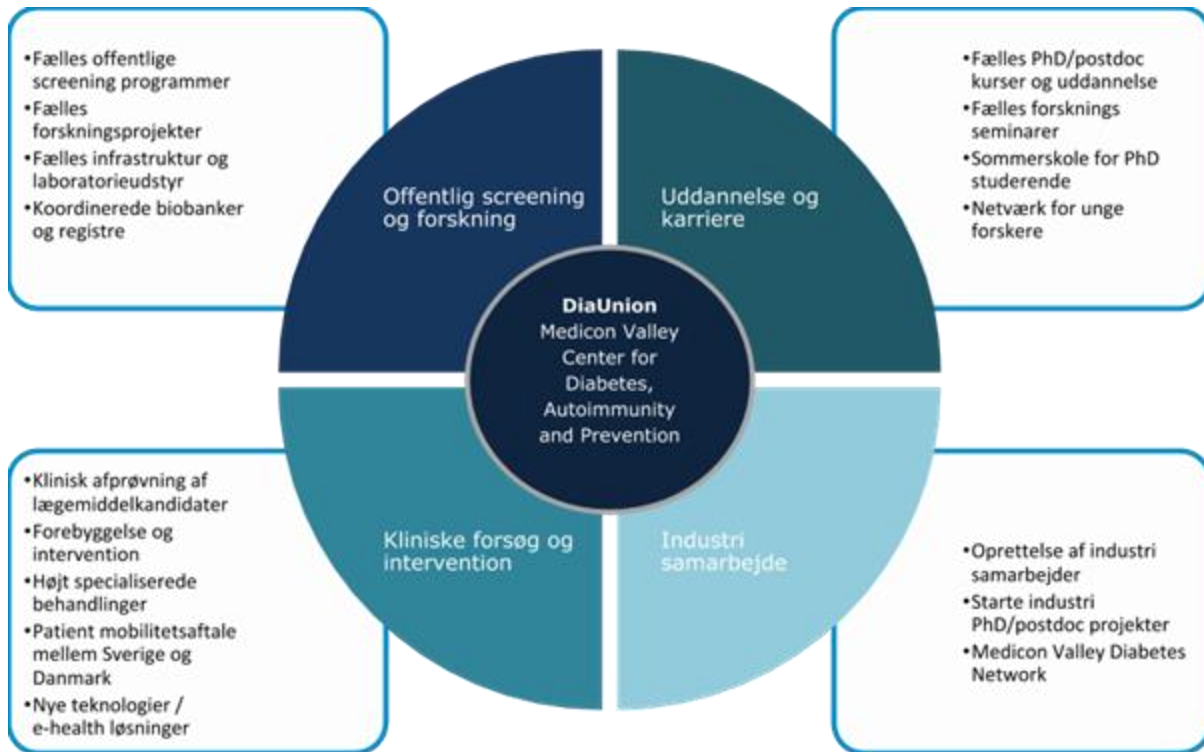 •Fælles offentlige
screening programmer
•Fælles
forskningsprojekter
•Fælles infrastruktur og
laboratorieudstyr
•Koordinerede biobanker
og registre
Offentlig screening
og forskning
Uddannelse og
karriere
•Fælles PhD/postdoc
kurser og uddannelse
•Fælles forsknings
seminarer
•Sommerskole for PhD
studerende
•Netværk for unge
forskere
DiaUnion
Medicon Valley
Center for
Diabetes,
Autoimmunity
and Prevention
•Klinisk afprøvning af
lægemiddelkandidater
•Forebyggelse og
intervention
•Højt specialiserede
behandlinger
•Patient mobilitetsaftale
mellem Sverige og
Danmark
•Nye teknologier /
e-health løsninger
Kliniske forsøg og
intervention
Industri
samarbejde
•Oprettelse af industri
samarbejder
•Starte industri
PhD/postdoc projekter
•Medicon Valley Diabetes
Network